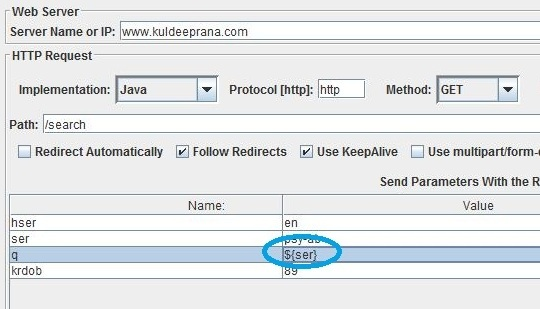 Web Server
Server Name or IP: www.kuldeeprana.com
HTTP Request
Implementation: Java Protocol [http]: http Method: GET
Path: /search
Redirect Automatically Follow Redirects Use KeepAlive Use multipart/form-
Send Parameters With the R
Name: Value
hser en
ser psy-ab
q ${ser}
krdob 89